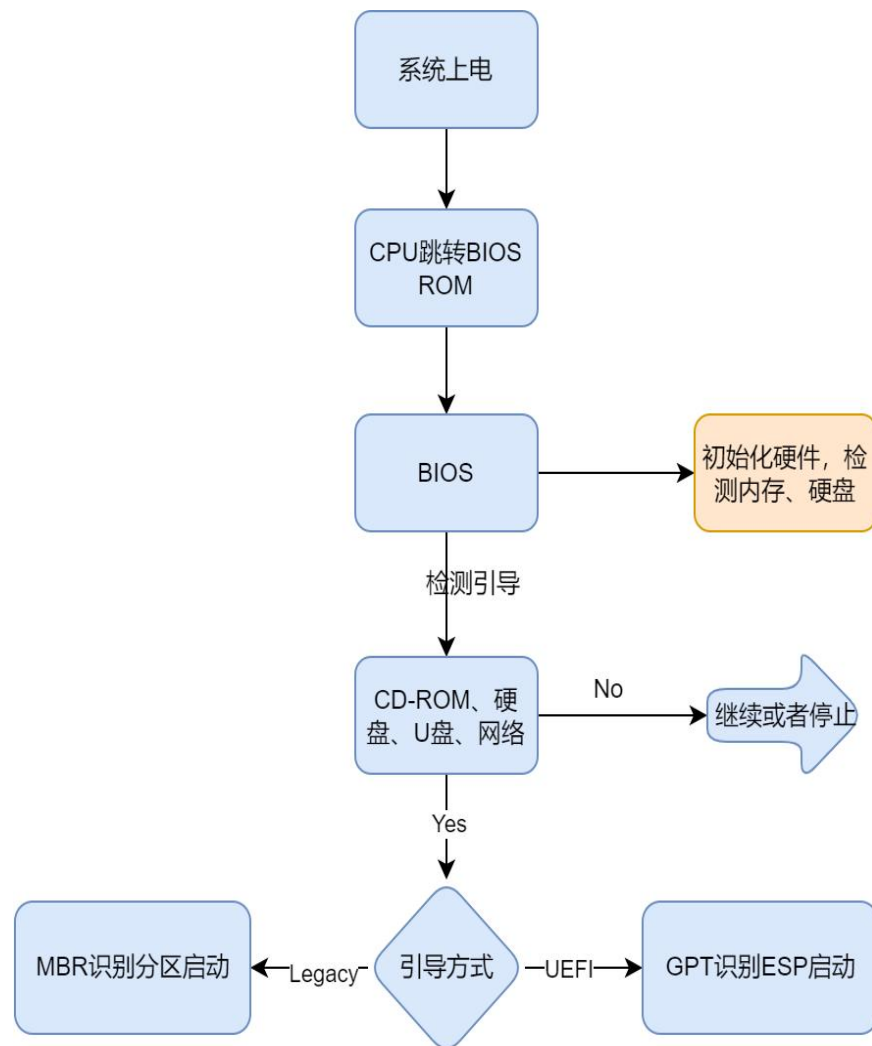 系统上电
CPU跳转BIOS
ROM
BIOS
初始化硬件，检
测内存、硬盘
检测引导
CD-ROM、硬
盘、U盘、网络
No
继续或者停止
Yes
MBR识别分区启动
Legacy
引导方式
UEFI
GPT识别ESP启动